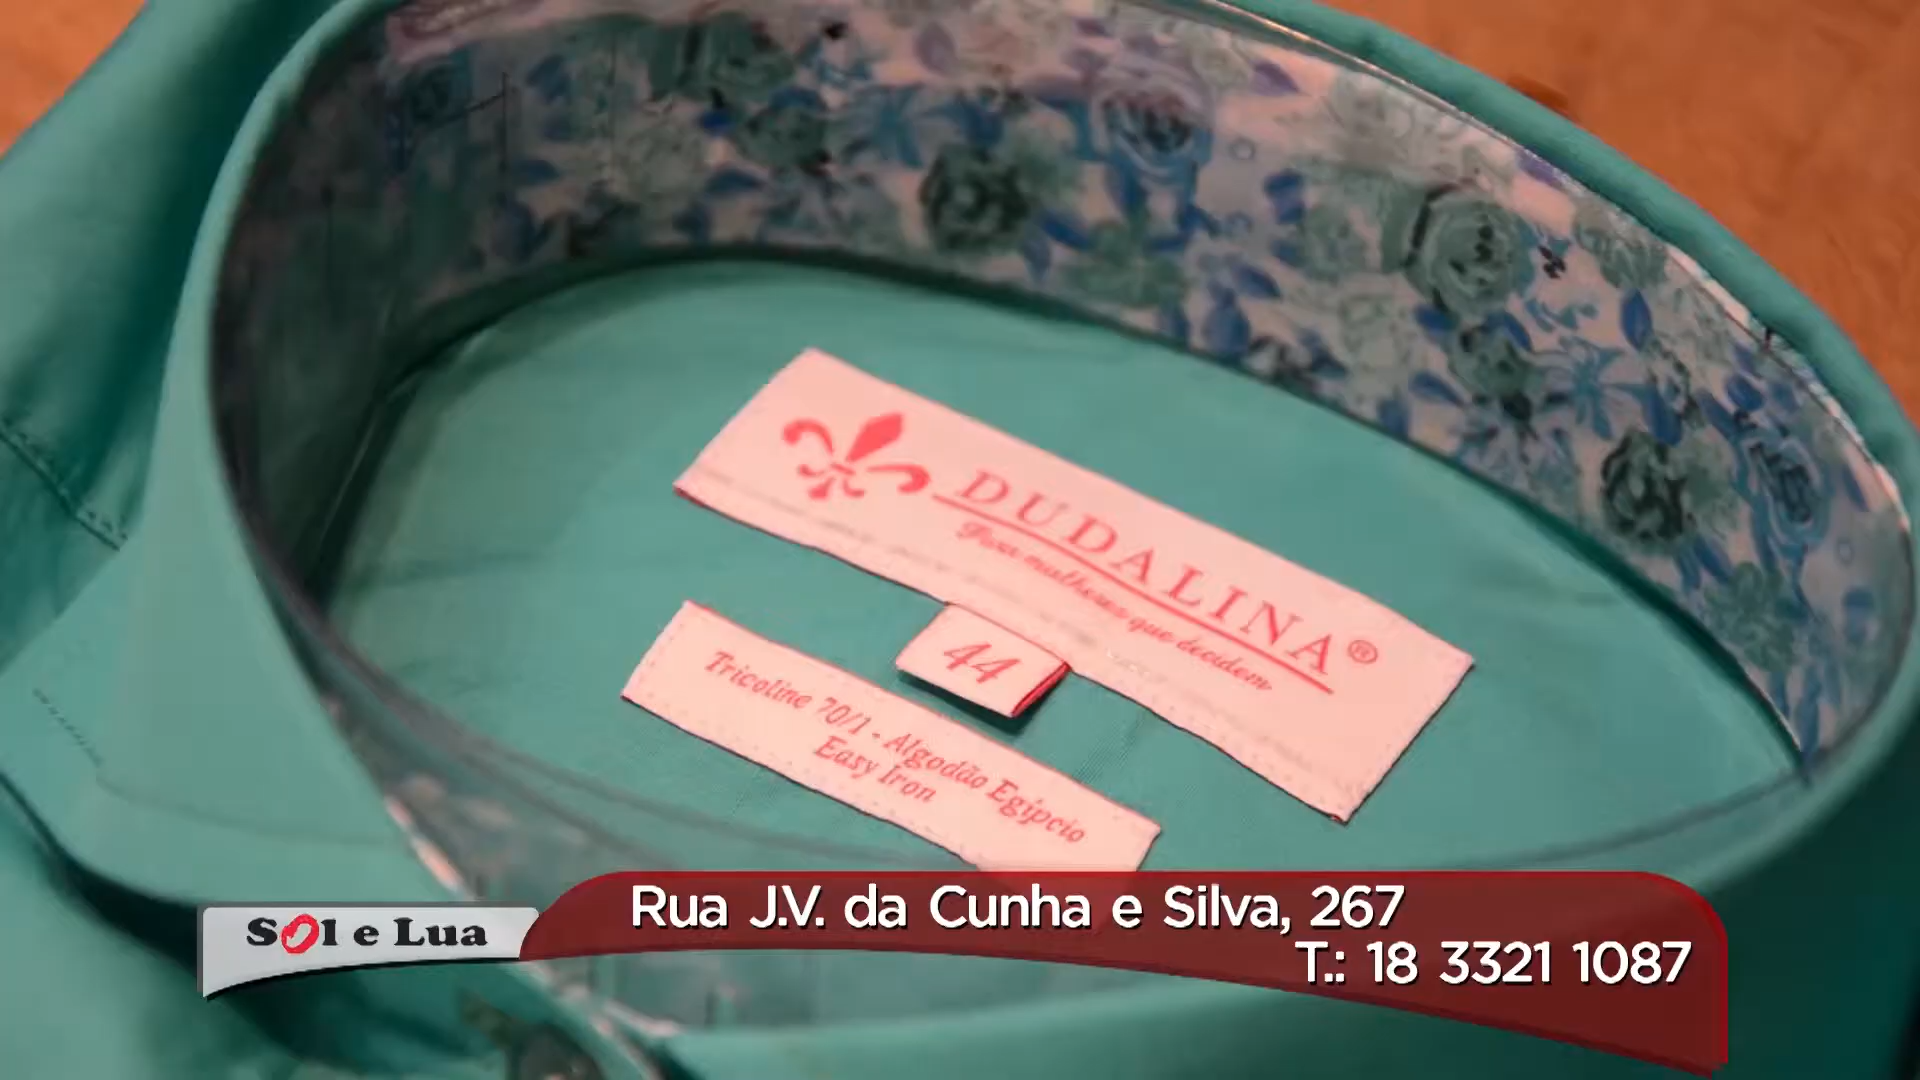 DUDALINA®
Para mulheres que decidem
44
Tricoline 70/1 - Algodão Egípcio
Easy Iron
Sol e Lua
Rua J.V. da Cunha e Silva, 267
T.: 18 3321 1087